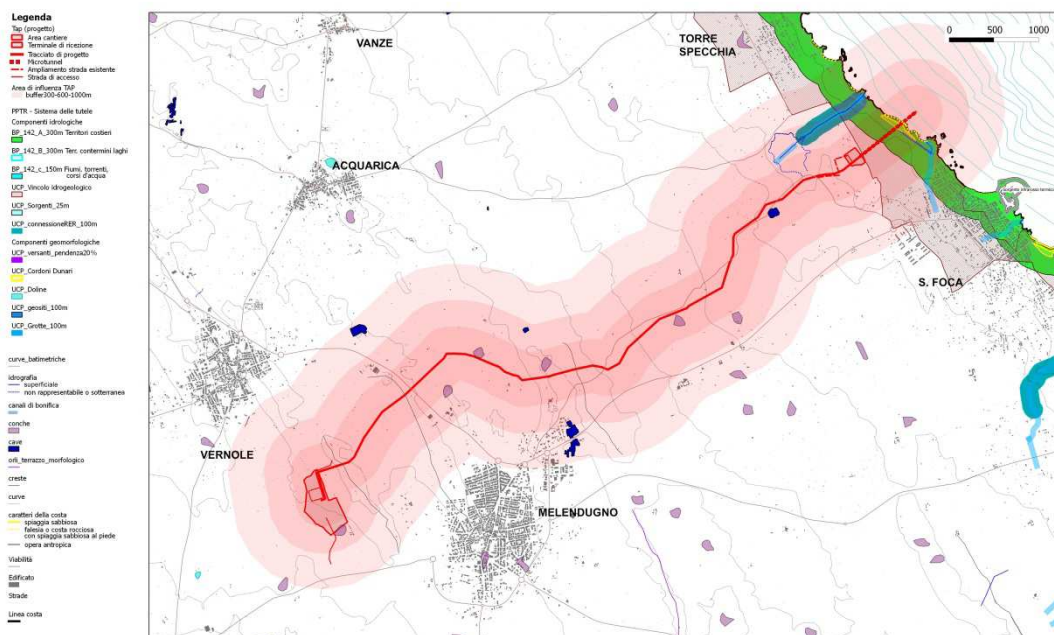 Legenda
Tap (progetto)
Area cantiere
Terminale di ricezione
Tracciato di progetto
Microtunnel
Ampliamento strada esistente
Strada di accesso
Area di influenza TAP
buffer300-600-1000m
PPTR - Sistema delle tutele
Componenti idrologiche
BP_142_A_300m Territori costieri
BP_142_B_300m Terr. contermini laghi
BP_142_c_150m Fiumi, torrenti,
corsi d'acqua
UCP_Vincolo idrogeologico
UCP_Sorgenti_25m
UCP_connessioneRER_100m
Componenti geomorfologiche
UCP_versanti_pendenza20%
UCP_Cordoni Dunari
UCP_Doline
UCP_geositi_100m
UCP_Grotte_100m
curve_batimetriche
idrografia
superficiale
non rappresentabile o sotterranea
canali di bonifica
conche
cave
orli_terrazzo_morfologico
creste
curve
caratteri della costa
spiaggia sabbiosa
falesia o costa rocciosa
con spiaggia sabbiosa al piede
opera antropica
Viabilità
Edificato
Strade
Linea costa
VANZE
TORRE
SPECCHIA
0 500 1000
ACQUARICA
S. FOCA
VERNOLE
MELENDUGNO